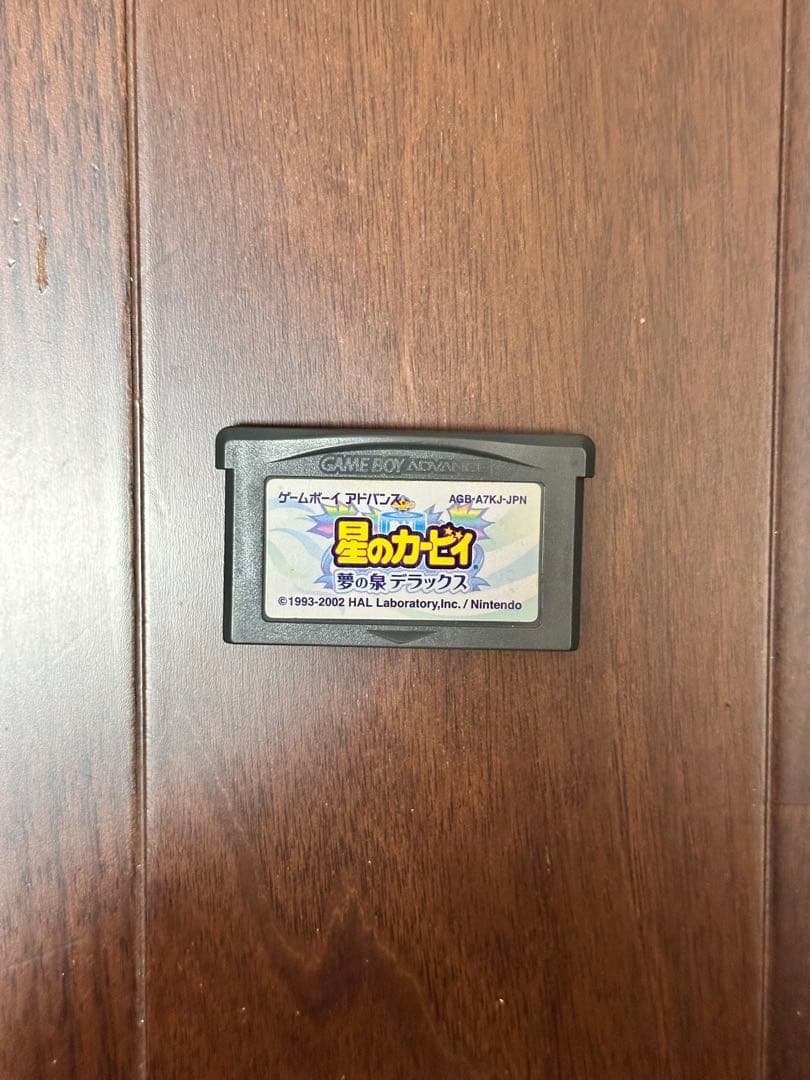 GAME BOY ADVANCE
ゲームボーイ アドバンス AGB-A7KJ-JPN
星のカービィ
夢の泉デラックス
©1993-2002 HAL Laboratory,Inc. / Nintendo